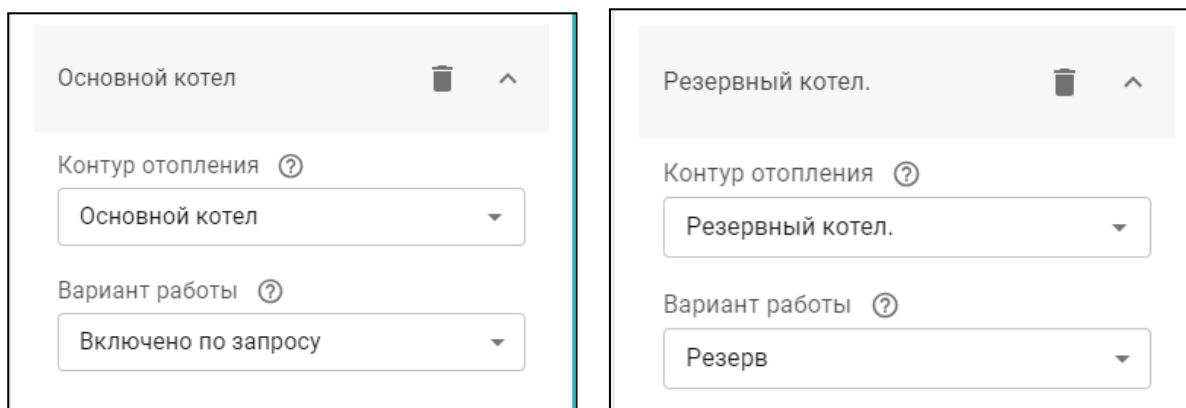 Основной котел
Контур отопления
Основной котел
Вариант работы
Включено по запросу
Резервный котел.
Контур отопления
Резервный котел.
Вариант работы
Резерв